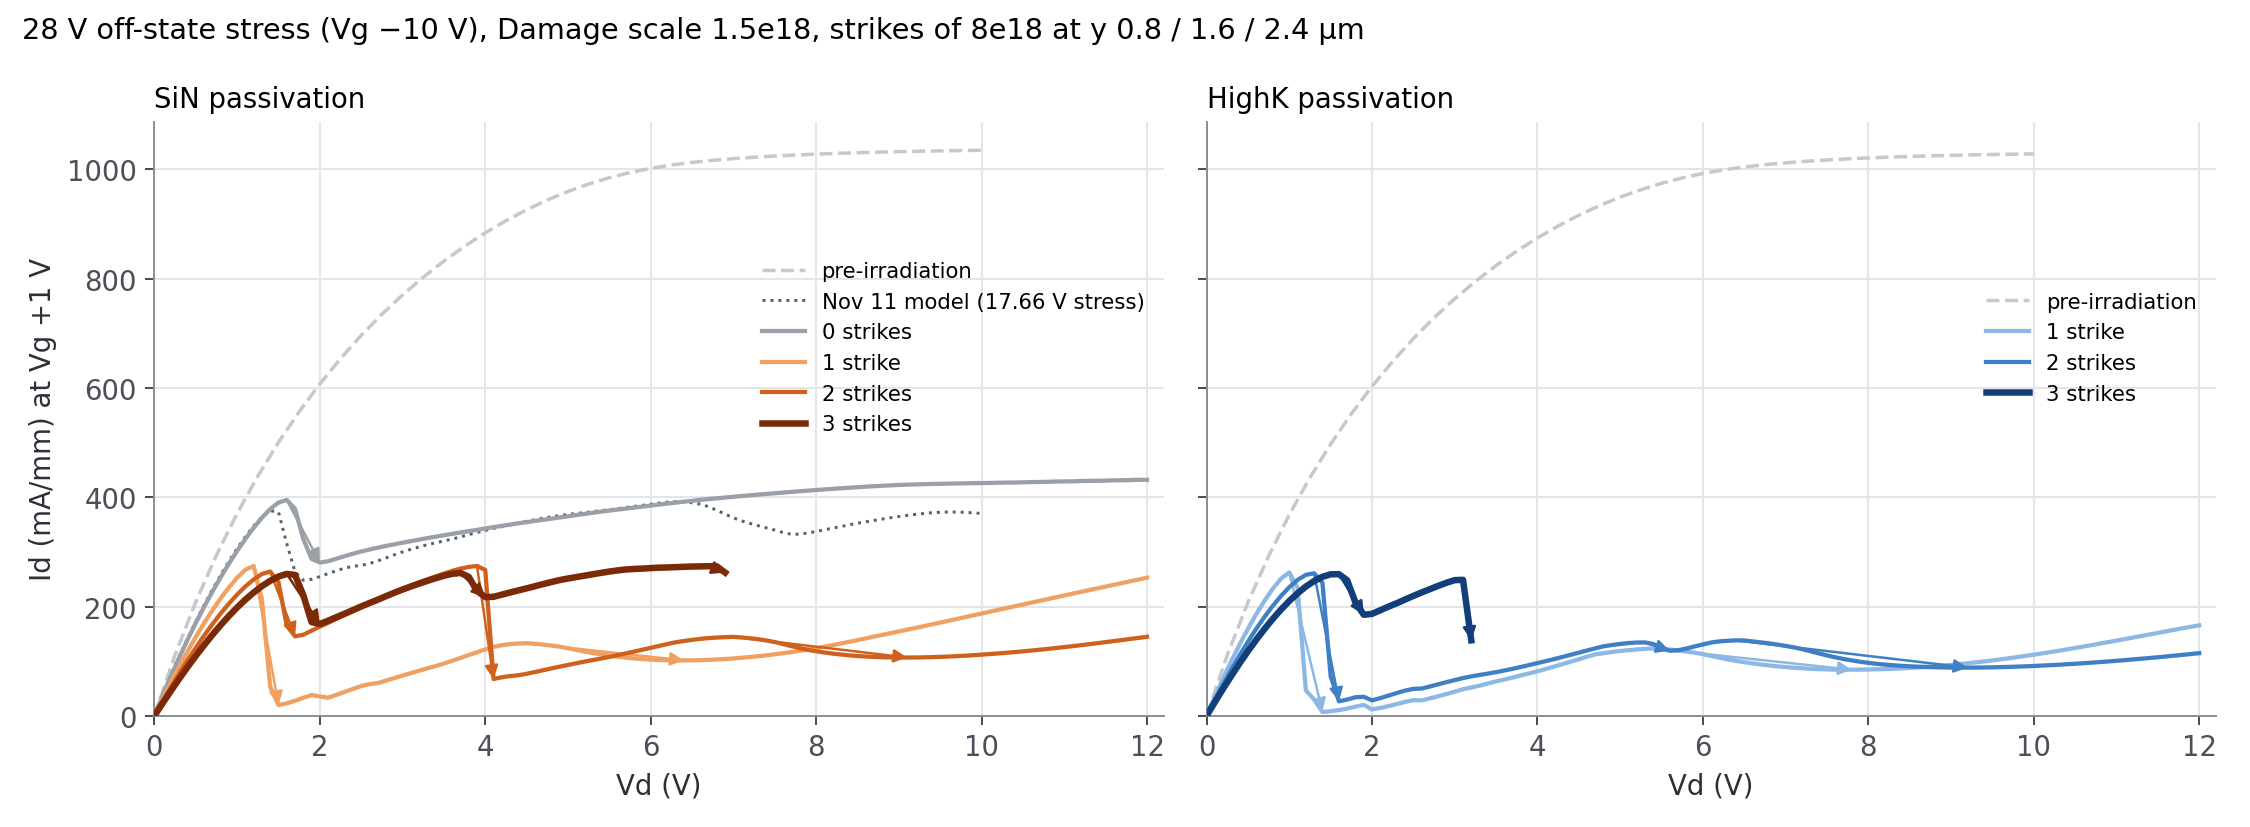 28 V off-state stress (Vg −10 V), Damage scale 1.5e18, strikes of 8e18 at y 0.8 / 1.6 / 2.4 µm
SiN passivation
Id (mA/mm) at Vg +1 V
1000
800
600
400
200
0
pre-irradiation
Nov 11 model (17.66 V stress)
0 strikes
1 strike
2 strikes
3 strikes
0 2 4 6 8 10 12
Vd (V)
HighK passivation
pre-irradiation
1 strike
2 strikes
3 strikes
0 2 4 6 8 10 12
Vd (V)